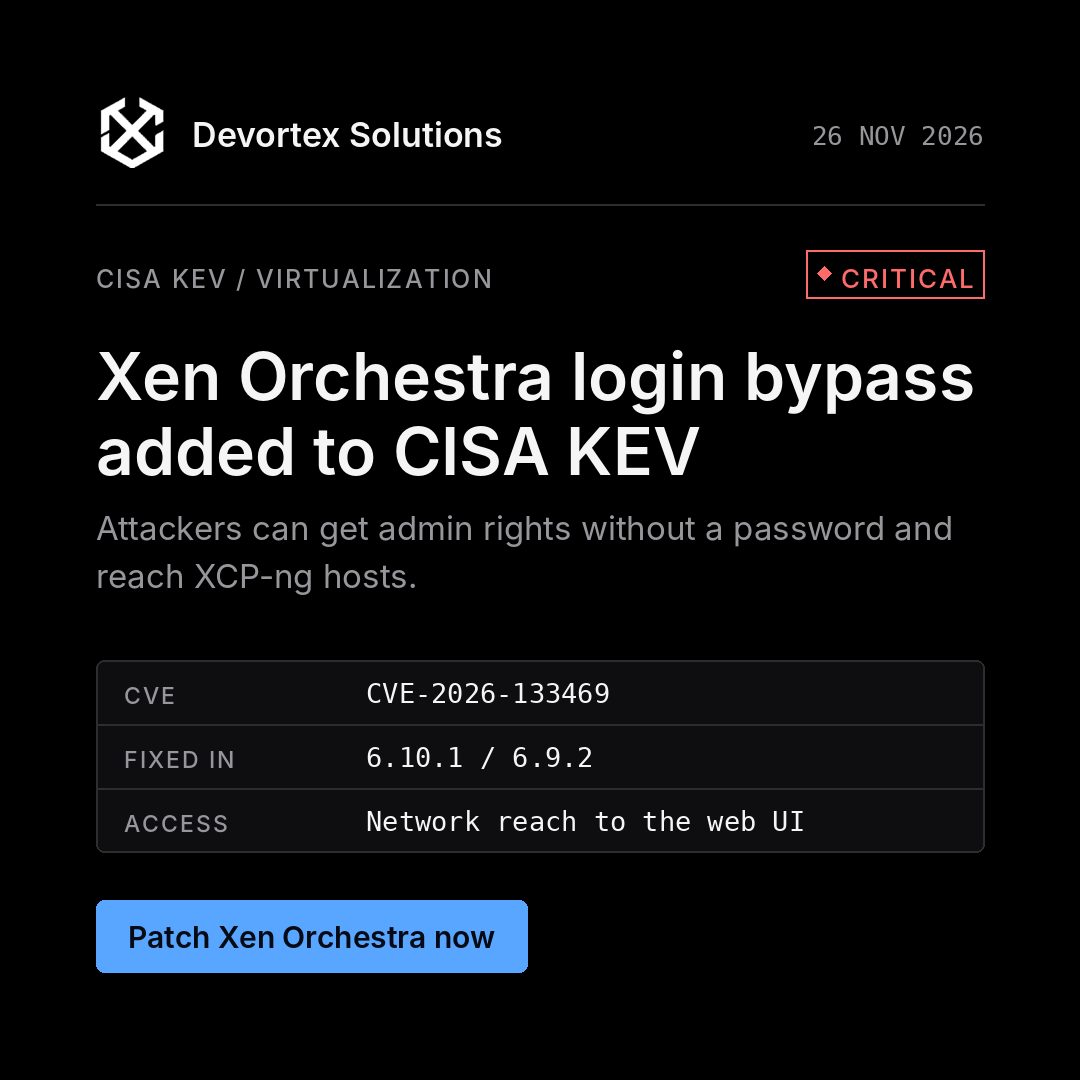 Devortex Solutions
26 NOV 2026
CISA KEV / VIRTUALIZATION
CRITICAL
Xen Orchestra login bypass
added to CISA KEV
Attackers can get admin rights without a password and
reach XCP-ng hosts.
CVE CVE-2026-133469
FIXED IN 6.10.1 / 6.9.2
ACCESS Network reach to the web UI
Patch Xen Orchestra now